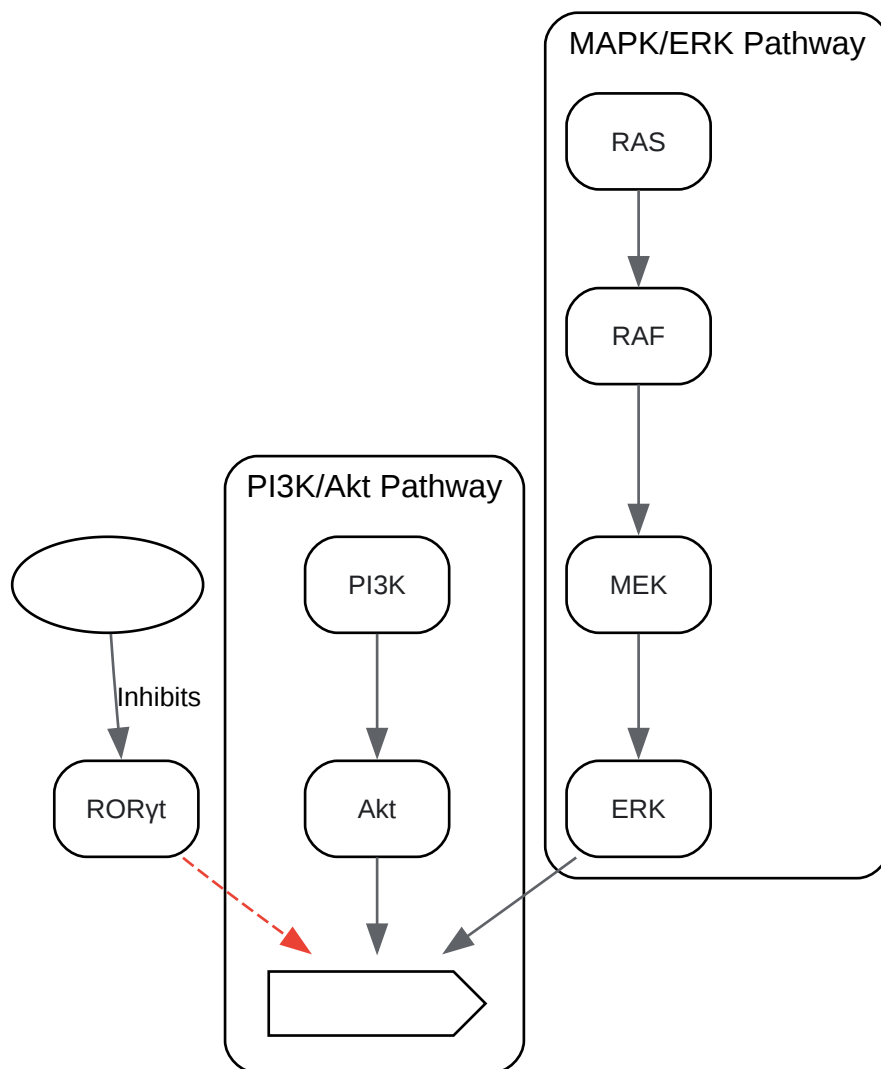 MAPK/ERK Pathway
RAS
RAF
PI3K/Akt Pathway
PI3K
MEK
Inhibits
RORγt
Akt
ERK